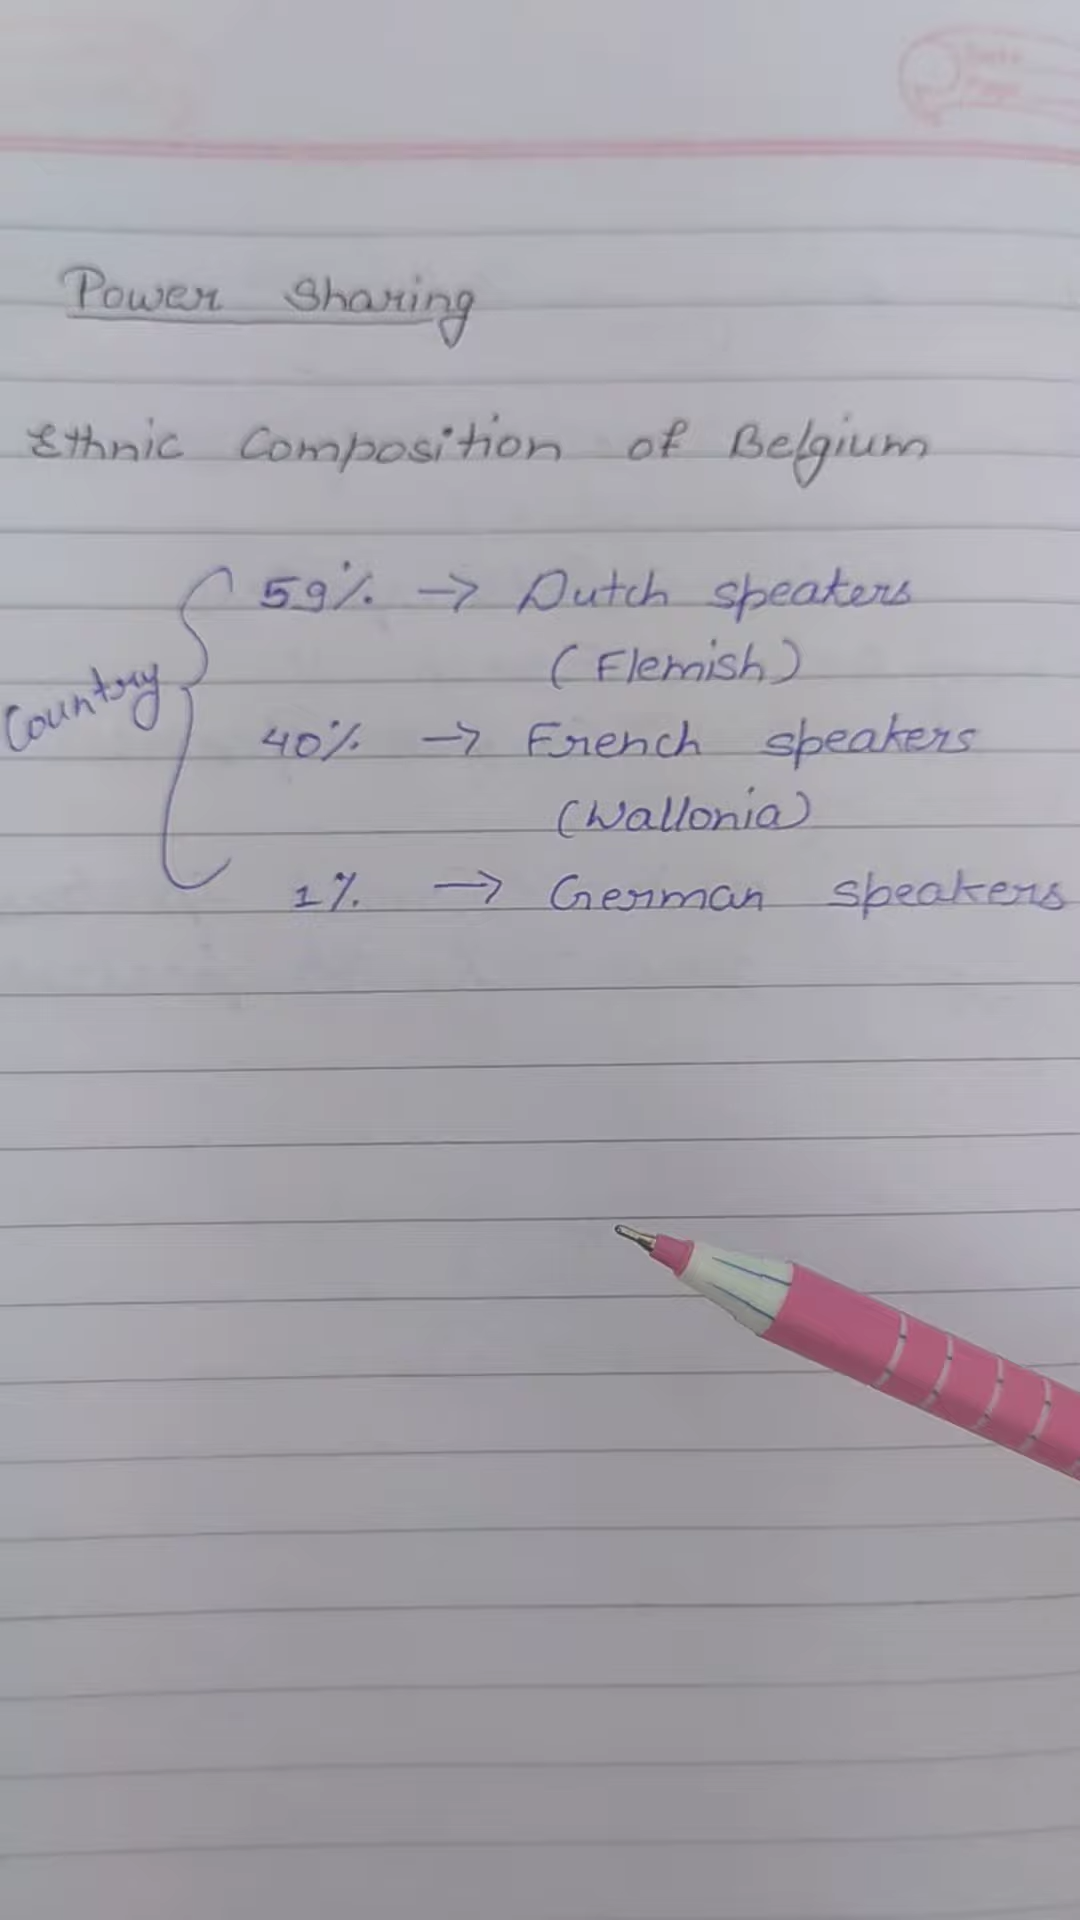 Power Sharing
Ethnic Composition of Belgium
59% → Dutch speakers
(Flemish)
Country
40% → French speakers
(Wallonia)
1% → German speakers